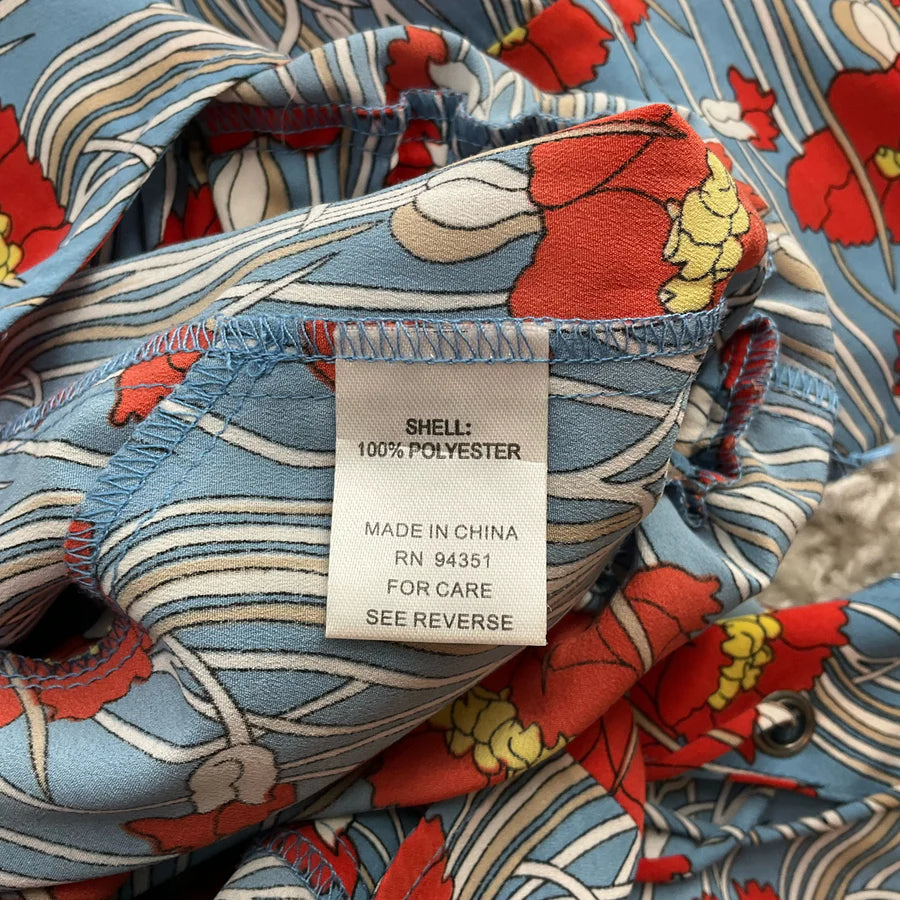 SHELL:
100% POLYESTER
MADE IN CHINA
RN 94351
FOR CARE
SEE REVERSE